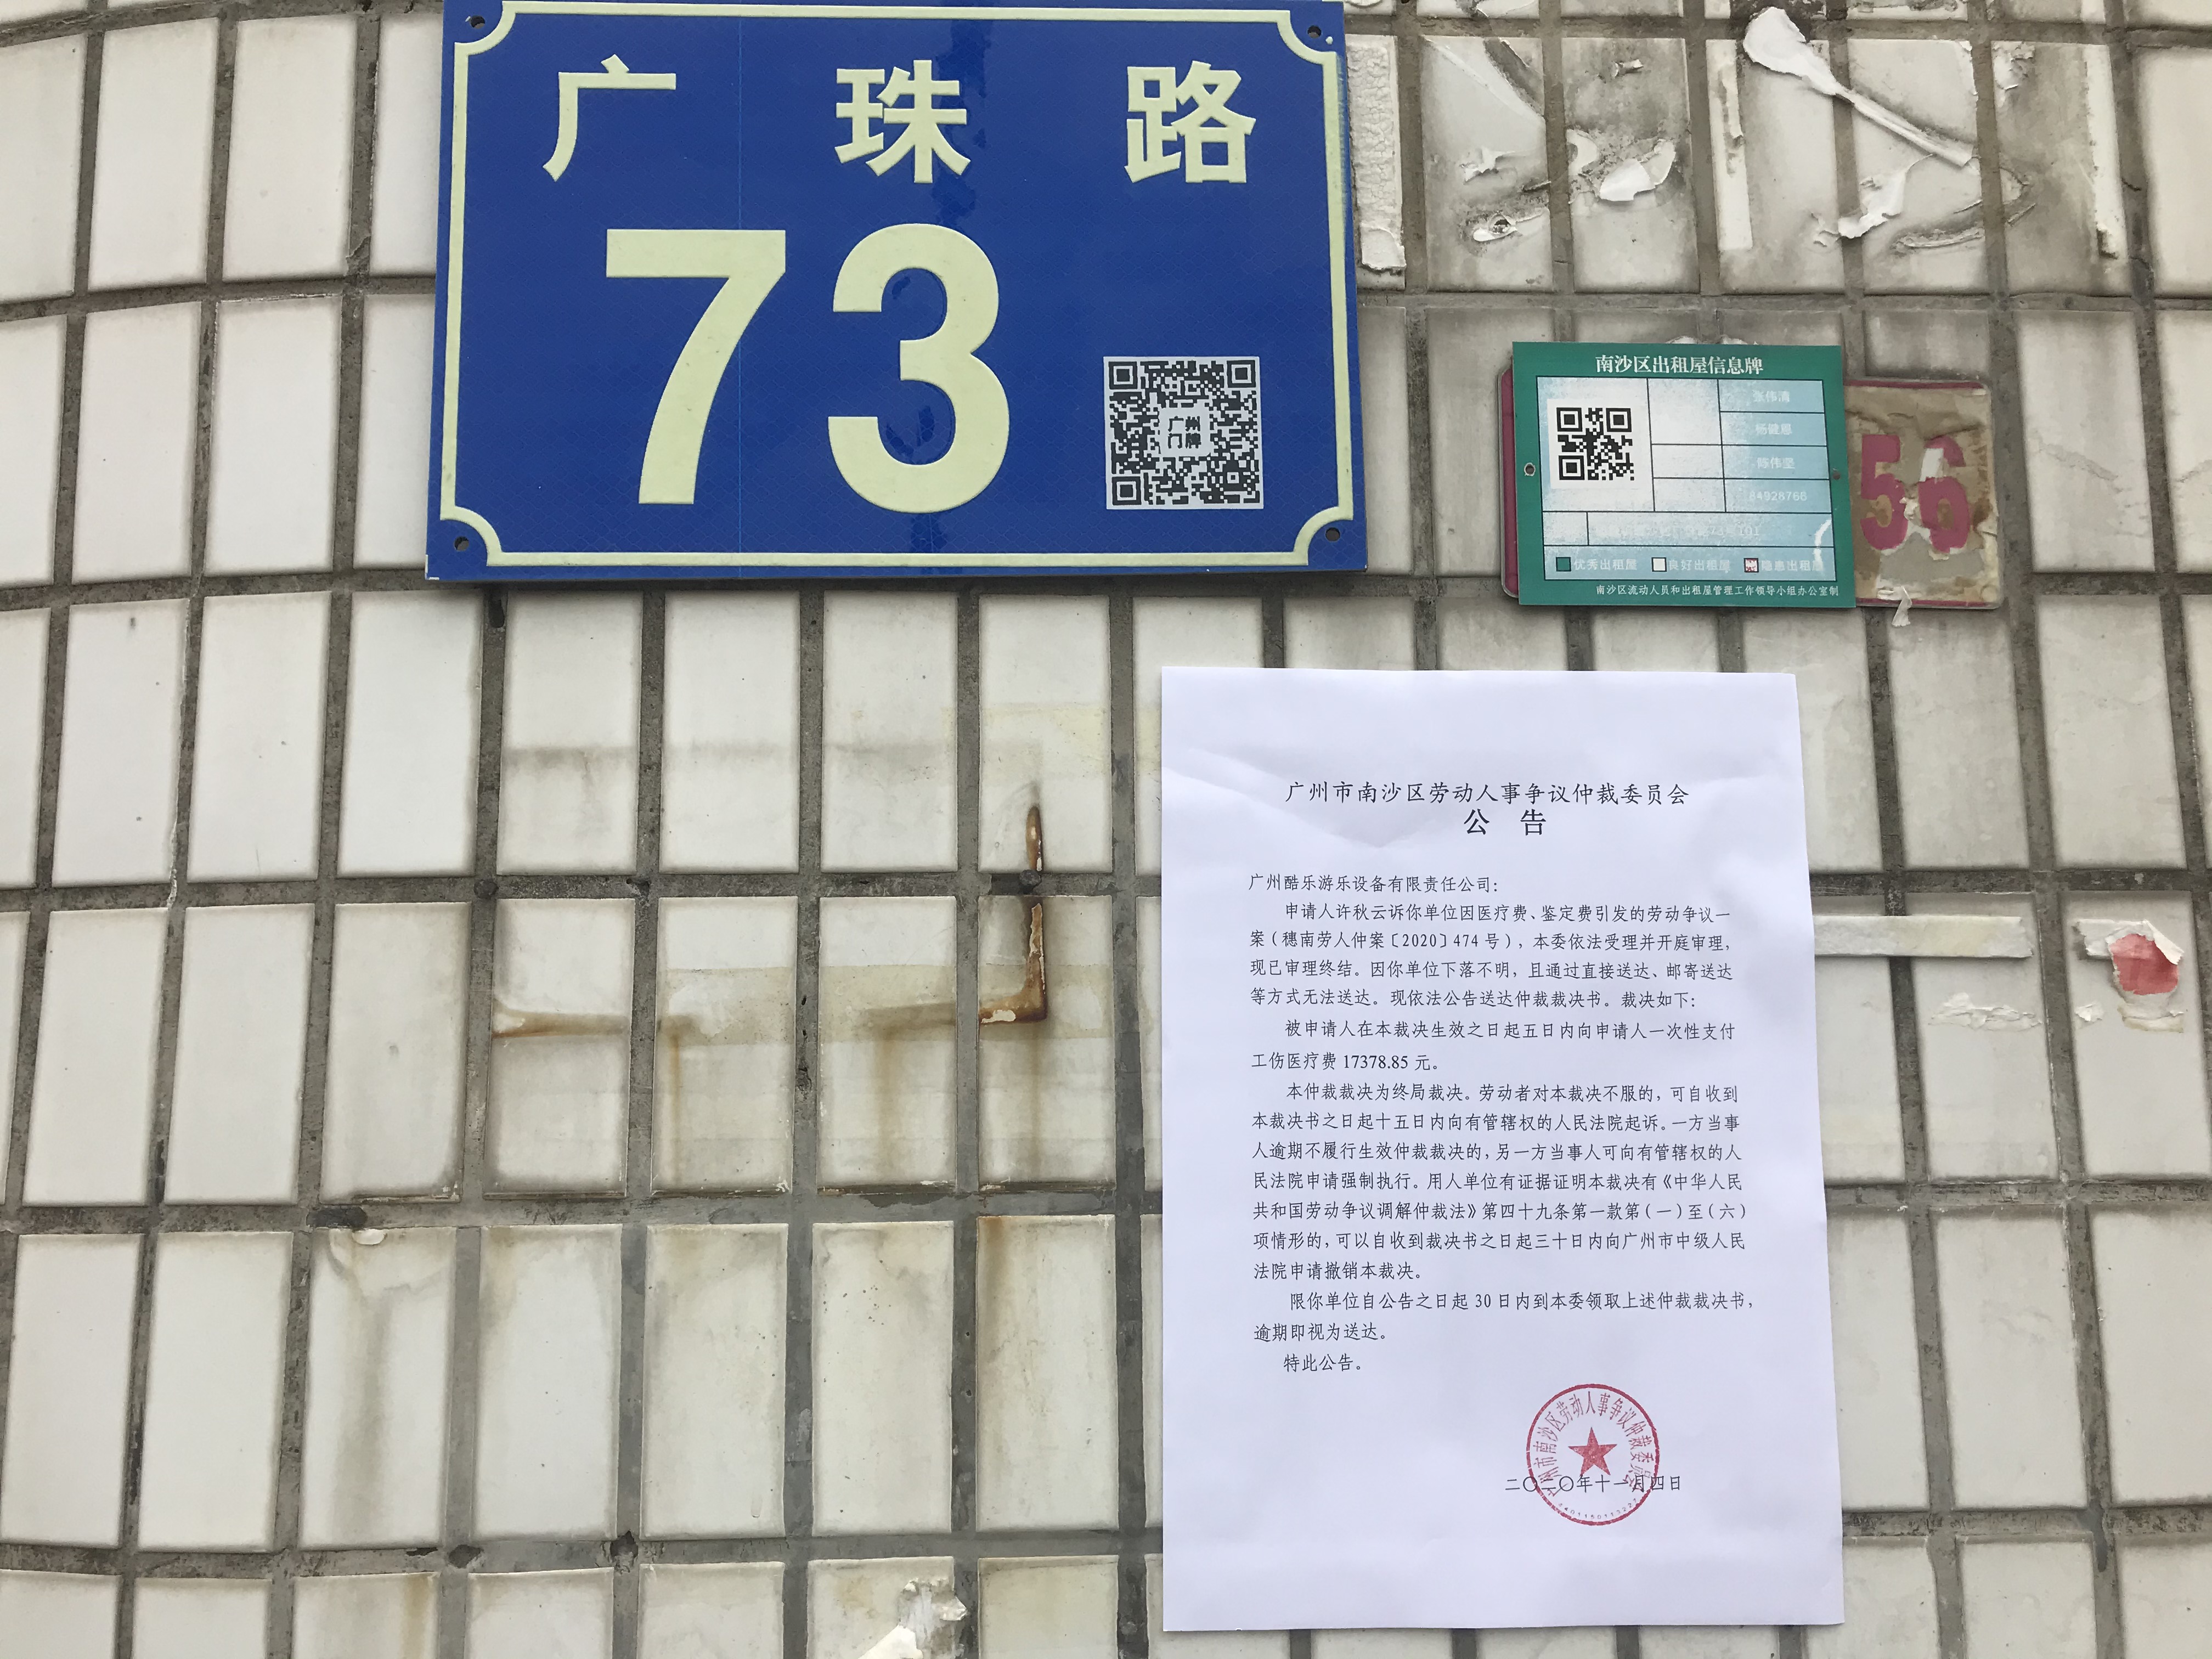 广珠路
73
广州
门牌
南沙区出租屋信息牌
张伟清
杨毅恩
陈伟坚
84928766
优秀出租屋 良好出租屋 隐患出租屋
南沙区流动人员和出租屋管理工作领导小组办公室制
56
广州市南沙区劳动人事争议仲裁委员会
公 告
广州酷乐游乐设备有限责任公司：
申请人许秋云诉你单位因医疗费、鉴定费引发的劳动争议一
案（穗南劳人仲案〔2020〕474号），本委依法受理并开庭审理，
现已审理终结。因你单位下落不明，且通过直接送达、邮寄送达
等方式无法送达。现依法公告送达仲裁裁决书。裁决如下：
被申请人在本裁决生效之日起五日内向申请人一次性支付
工伤医疗费17378.85元。
本仲裁裁决为终局裁决。劳动者对本裁决不服的，可自收到
本裁决书之日起十五日内向有管辖权的人民法院起诉。一方当事
人逾期不履行生效仲裁裁决的，另一方当事人可向有管辖权的人
民法院申请强制执行。用人单位有证据证明本裁决有《中华人民
共和国劳动争议调解仲裁法》第四十九条第一款第（一）至（六）
项情形的，可以自收到裁决书之日起三十日内向广州市中级人民
法院申请撤销本裁决。
限你单位自公告之日起30日内到本委领取上述仲裁裁决书，
逾期即视为送达。
特此公告。
广州市南沙区劳动人事争议仲裁委员会
二〇二〇年十一月四日